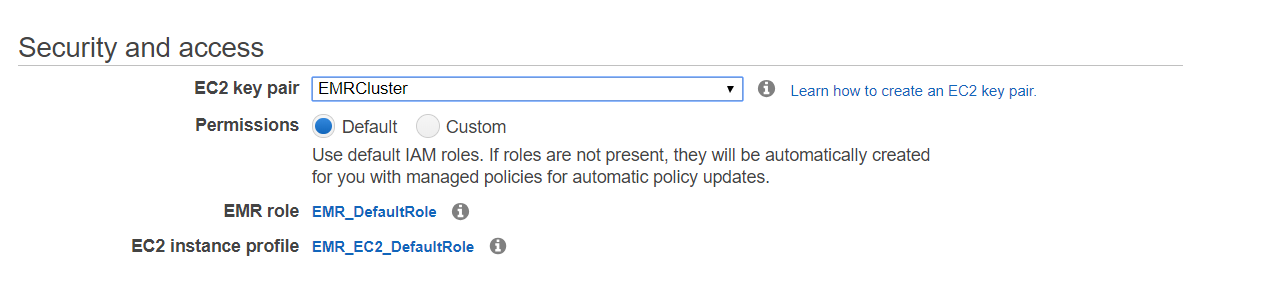 Security and access
EC2 key pair EMRCluster Learn how to create an EC2 key pair.
Permissions Default Custom
Use default IAM roles. If roles are not present, they will be automatically created
for you with managed policies for automatic policy updates.
EMR role EMR_DefaultRole
EC2 instance profile EMR_EC2_DefaultRole